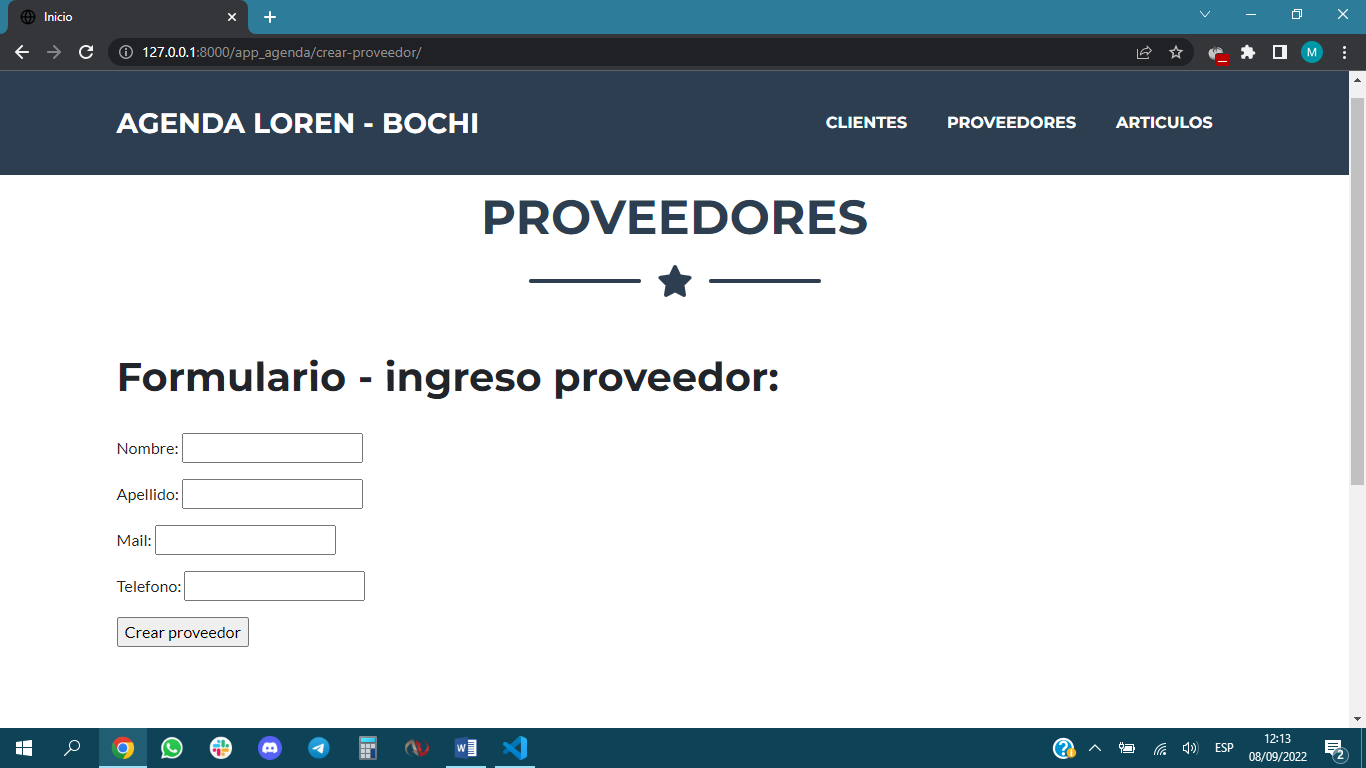 Inicio
127.0.0.1:8000/app_agenda/crear-proveedor/
M
AGENDA LOREN - BOCHI
CLIENTES PROVEEDORES ARTICULOS
PROVEEDORES
Formulario - ingreso proveedor:
Nombre:
Apellido:
Mail:
Telefono:
Crear proveedor
ESP
12:13
08/09/2022
2